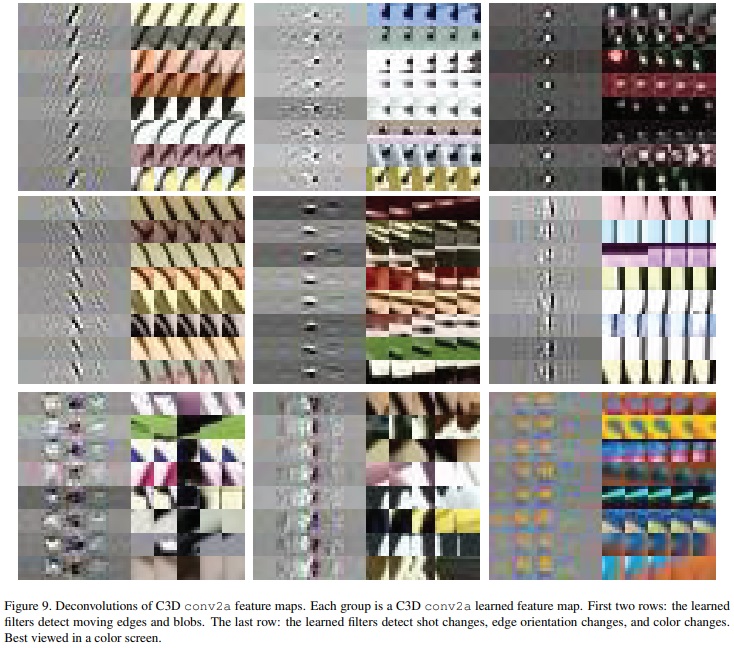 Figure 9. Deconvolutions of C3D conv2a feature maps. Each group is a C3D conv2a learned feature map. First two rows: the learned
filters detect moving edges and blobs. The last row: the learned filters detect shot changes, edge orientation changes, and color changes.
Best viewed in a color screen.